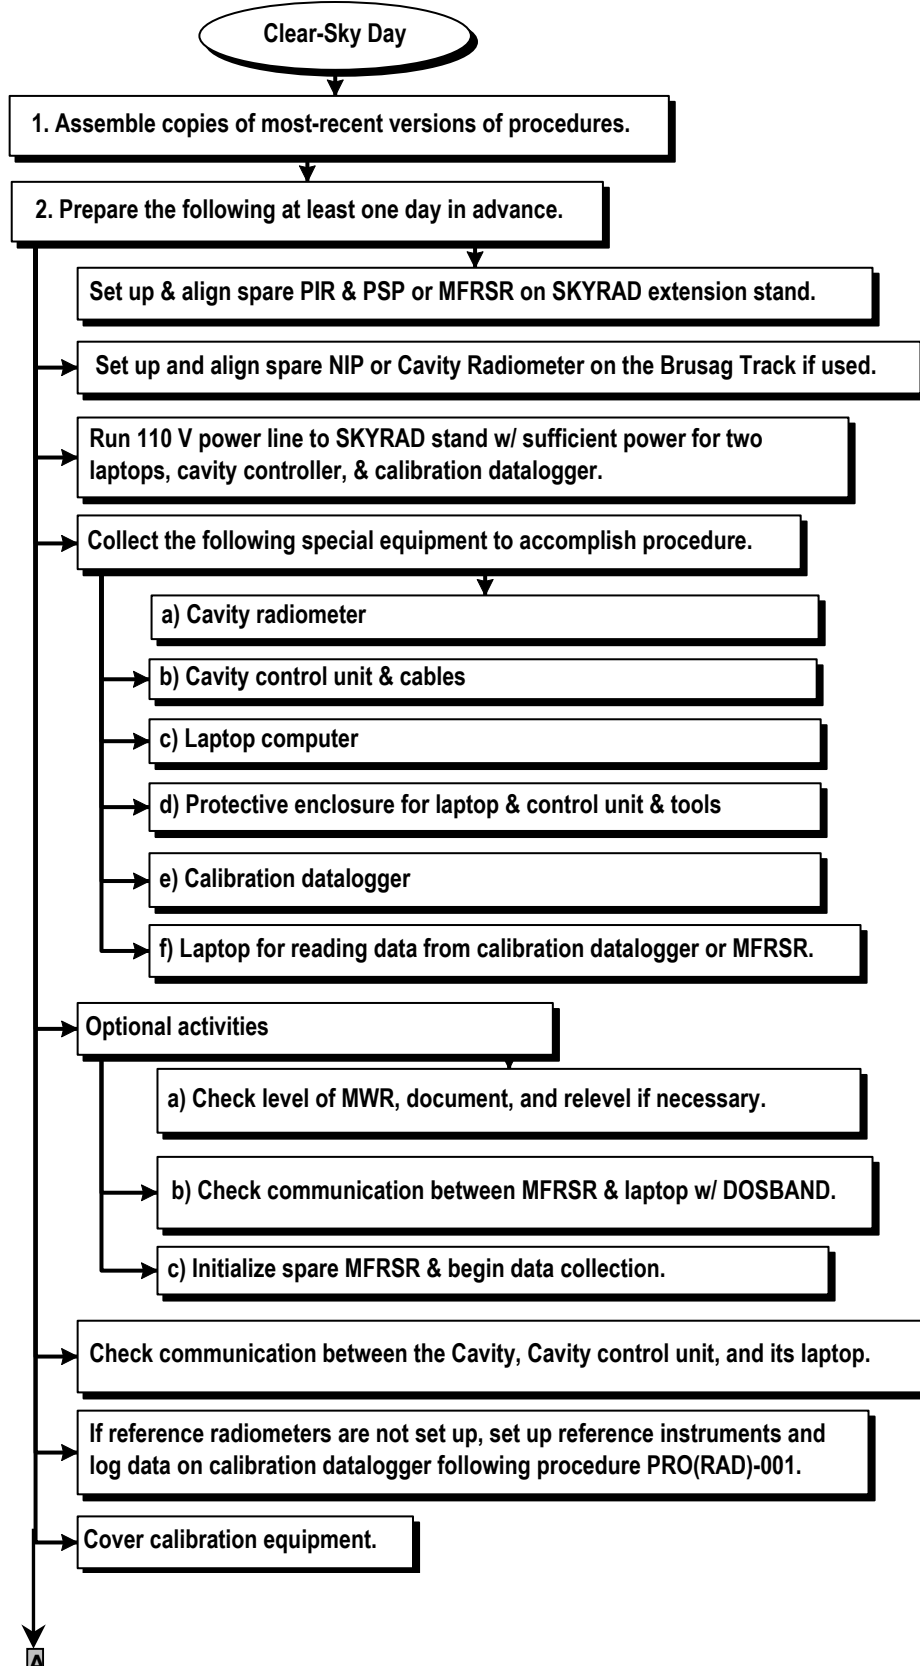 Clear-Sky Day
1. Assemble copies of most-recent versions of procedures.
2. Prepare the following at least one day in advance.
Set up & align spare PIR & PSP or MFRSR on SKYRAD extension stand.
Set up and align spare NIP or Cavity Radiometer on the Brusag Track if used.
Run 110 V power line to SKYRAD stand w/ sufficient power for two
laptops, cavity controller, & calibration datalogger.
Collect the following special equipment to accomplish procedure.
a) Cavity radiometer
b) Cavity control unit & cables
c) Laptop computer
d) Protective enclosure for laptop & control unit & tools
e) Calibration datalogger
f) Laptop for reading data from calibration datalogger or MFRSR.
Optional activities
a) Check level of MWR, document, and relevel if necessary.
b) Check communication between MFRSR & laptop w/ DOSBAND.
c) Initialize spare MFRSR & begin data collection.
Check communication between the Cavity, Cavity control unit, and its laptop.
If reference radiometers are not set up, set up reference instruments and
log data on calibration datalogger following procedure PRO(RAD)-001.
Cover calibration equipment.
A